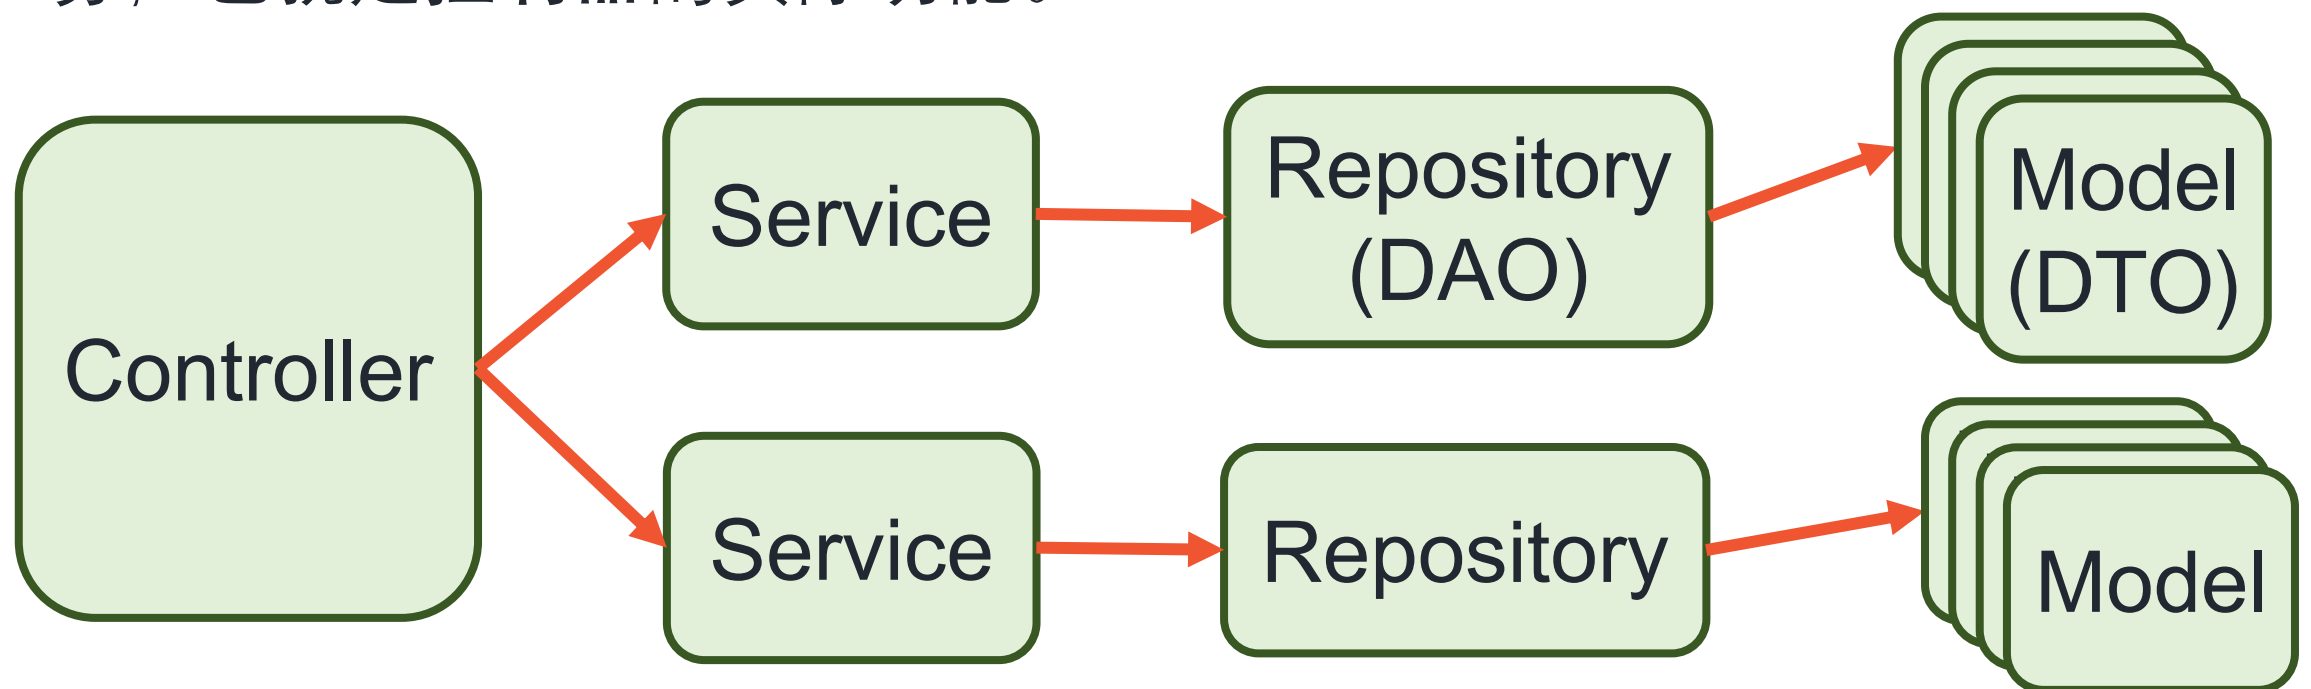 Controller
Service
Repository
(DAO)
Model
(DTO)
Service
Repository
Model